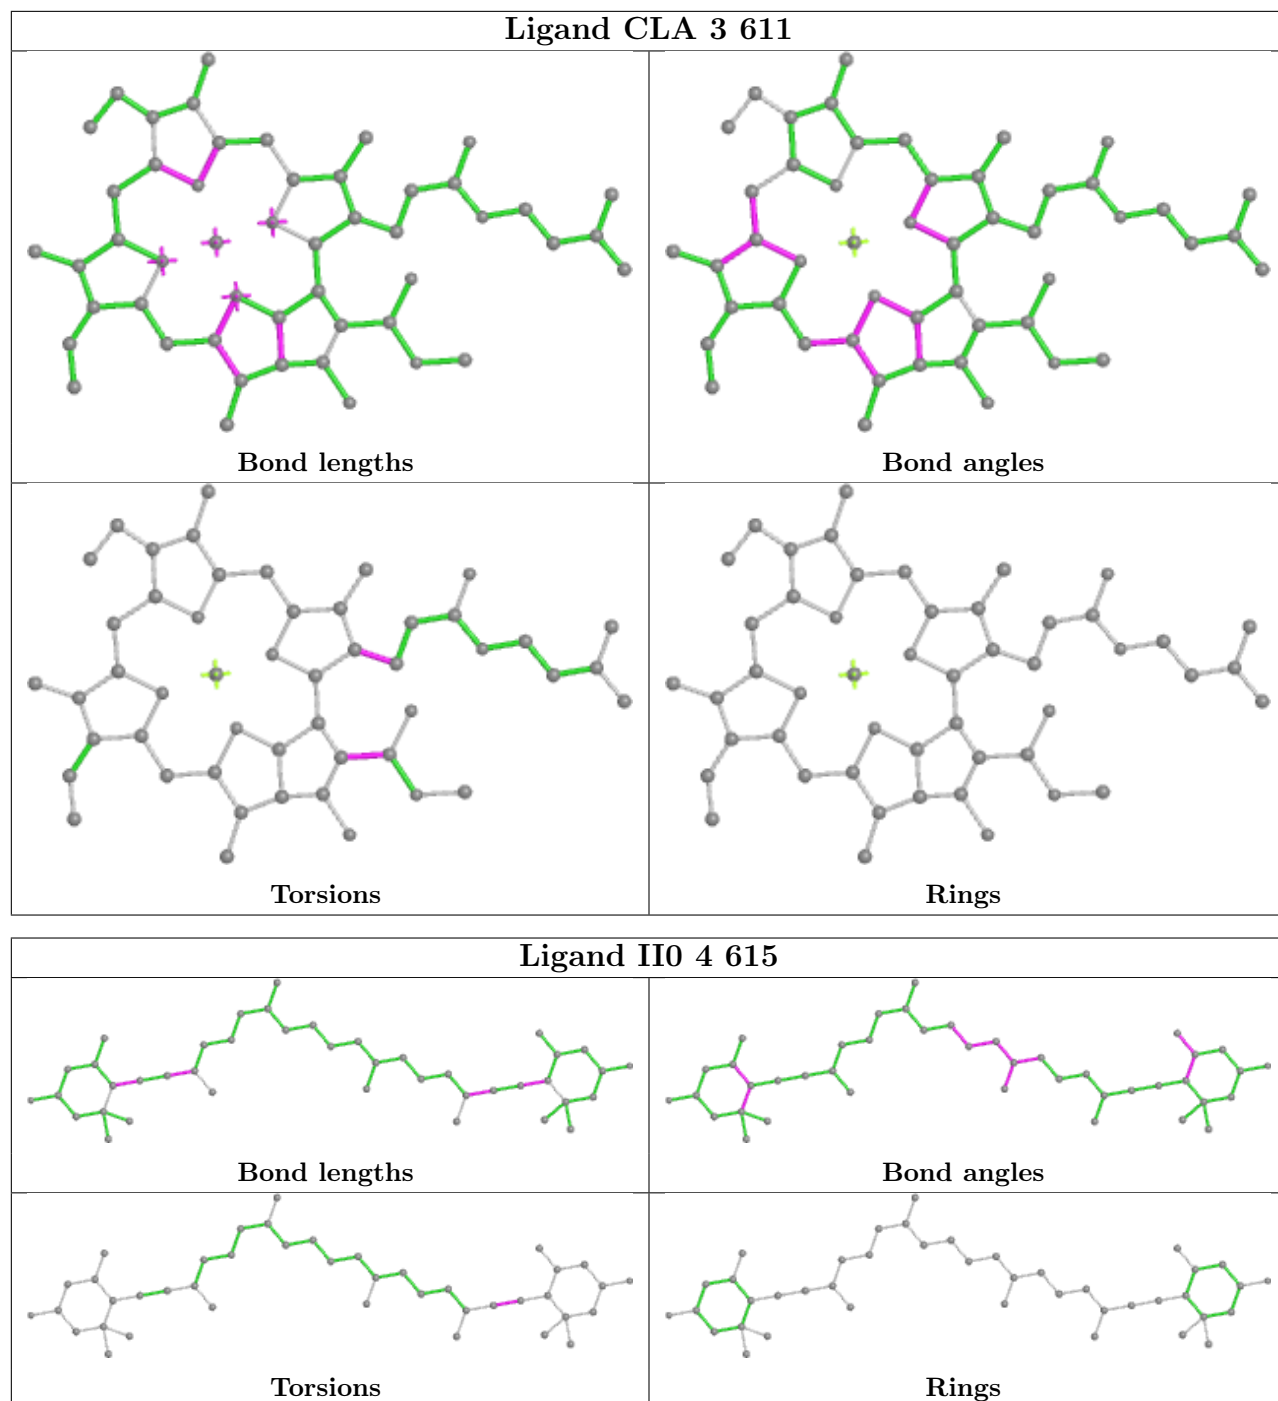 Ligand CLA 3 611
Bond lengths
Bond angles
Torsions
Rings
Ligand II0 4 615
Bond lengths
Bond angles
Torsions
Rings